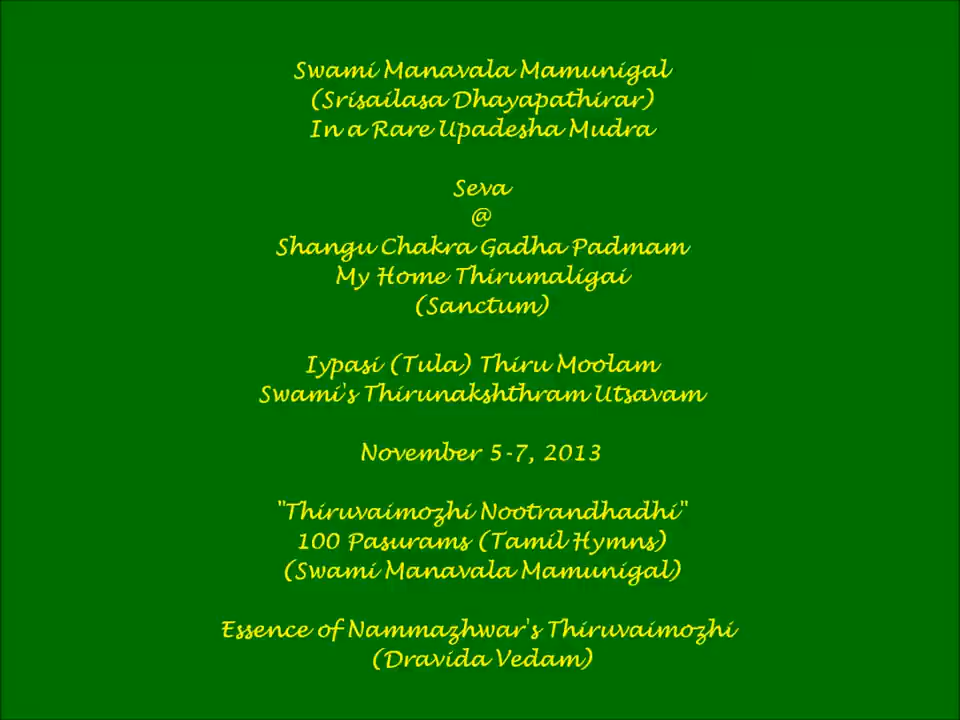 Swami Manavala Mamunigal
(Srisailasa Dhayapathirar)
In a Rare Upadesha Mudra
Seva
@
Shangu Chakra Gadha Padmam
My Home Thirumaligai
(Sanctum)
Iypasi (Tula) Thiru Moolam
Swami's Thirunakshthram Utsavam
November 5-7, 2013
"Thiruvaimozhi Nootrandhadhi"
100 Pasurams (Tamil Hymns)
(Swami Manavala Mamunigal)
Essence of Nammazhwar's Thiruvaimozhi
(Dravida Vedam)